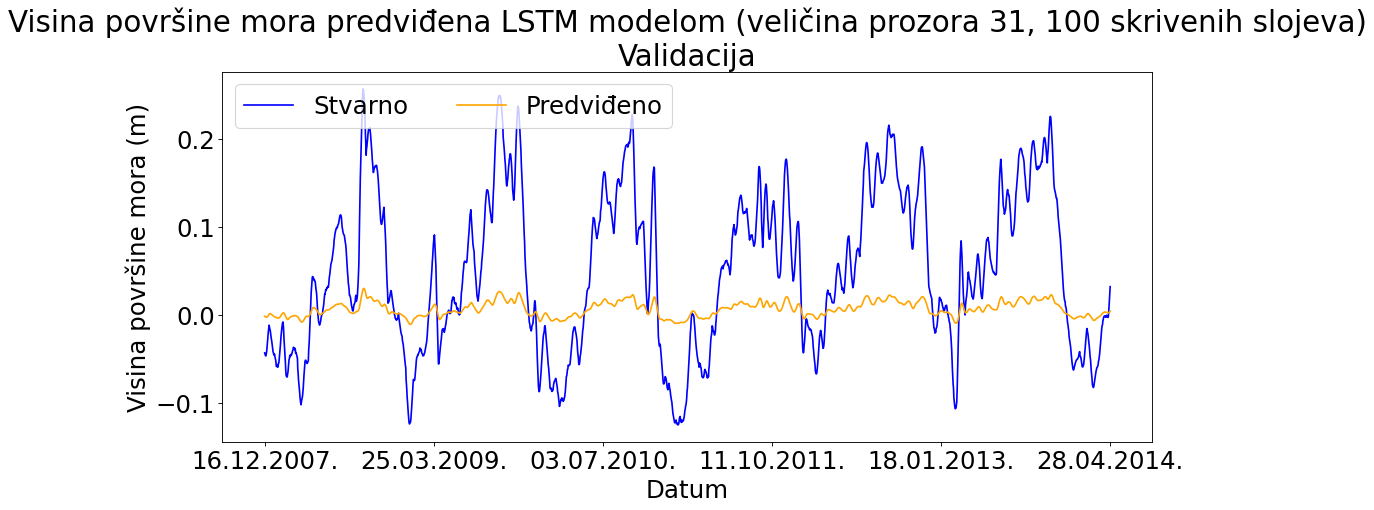 Visina površine mora predviđena LSTM modelom (veličina prozora 31, 100 skrivenih slojeva)
Validacija
Stvarno Predviđeno
Visina površine mora (m)
0.2
0.1
0.0
−0.1
16.12.2007. 25.03.2009. 03.07.2010. 11.10.2011. 18.01.2013. 28.04.2014.
Datum